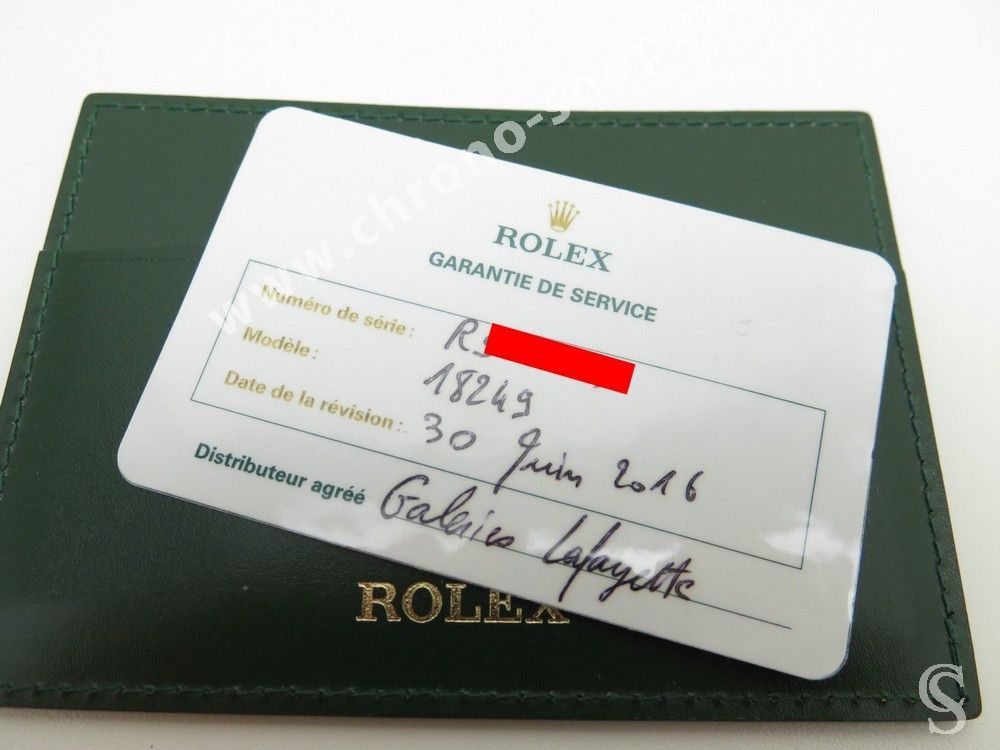 www.chrono-shop.net
ROLEX
GARANTIE DE SERVICE
Numéro de série: R
Modèle: 18249
Date de la révision: 30 Juin 2016
Distributeur agréé Galeries Lafayette
ROLEX